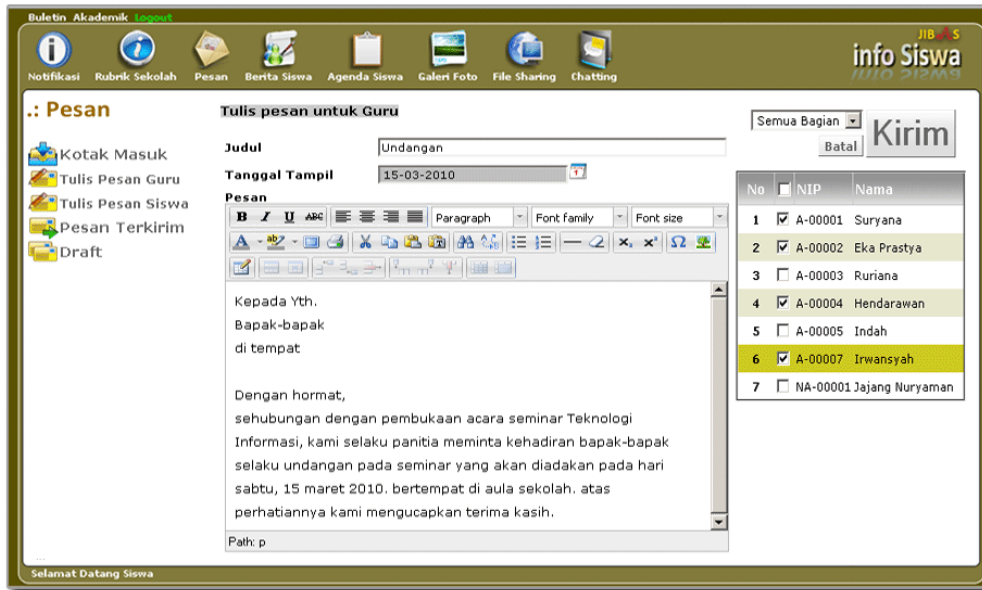 Buletin Akademik Logout
Notifikasi Rubrik Sekolah Pesan Berita Siswa Agenda Siswa Galeri Foto File Sharing Chatting
JIBAS
info Siswa
.: Pesan
Kotak Masuk
Tulis Pesan Guru
Tulis Pesan Siswa
Pesan Terkirim
Draft
Tulis pesan untuk Guru
Judul Undangan
Tanggal Tampil 15-03-2010
Pesan
B I U ABC Paragraph Font family Font size
Kepada Yth.
Bapak-bapak
di tempat
Dengan hormat,
sehubungan dengan pembukaan acara seminar Teknologi
Informasi, kami selaku panitia meminta kehadiran bapak-bapak
selaku undangan pada seminar yang akan diadakan pada hari
sabtu, 15 maret 2010. bertempat di aula sekolah. atas
perhatiannya kami mengucapkan terima kasih.
Path: p
Semua Bagian
Batal
Kirim
No NIP Nama
1 A-00001 Suryana
2 A-00002 Eka Prastya
3 A-00003 Ruriana
4 A-00004 Hendarawan
5 A-00005 Indah
6 A-00007 Irwansyah
7 NA-00001 Jajang Nuryaman
...
Selamat Datang Siswa